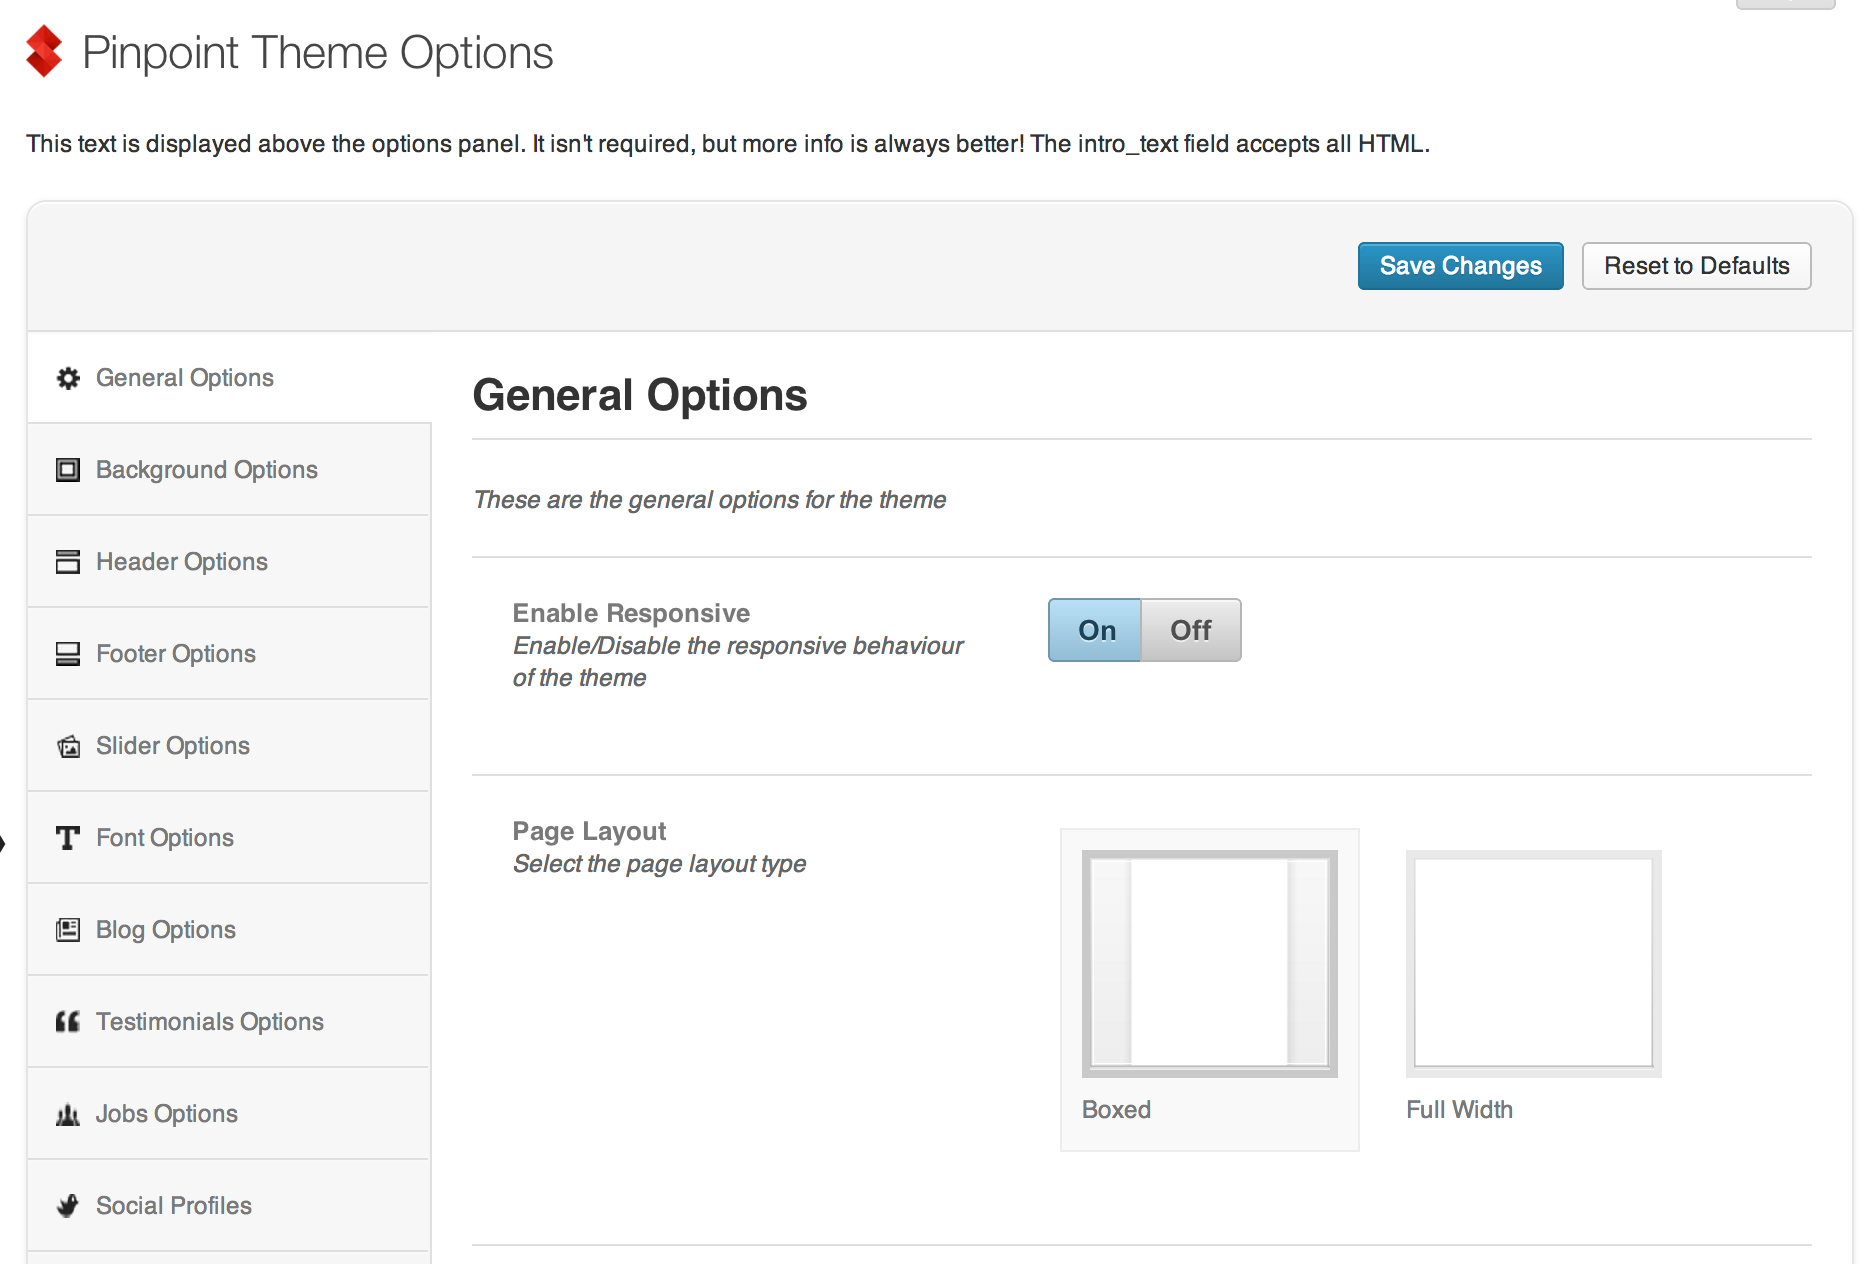 Pinpoint Theme Options
This text is displayed above the options panel. It isn't required, but more info is always better! The intro_text field accepts all HTML.
Save Changes
Reset to Defaults
General Options
Background Options
Header Options
Footer Options
Slider Options
Font Options
Blog Options
Testimonials Options
Jobs Options
Social Profiles
General Options
These are the general options for the theme
Enable Responsive
Enable/Disable the responsive behaviour
of the theme
On
Off
Page Layout
Select the page layout type
Boxed
Full Width